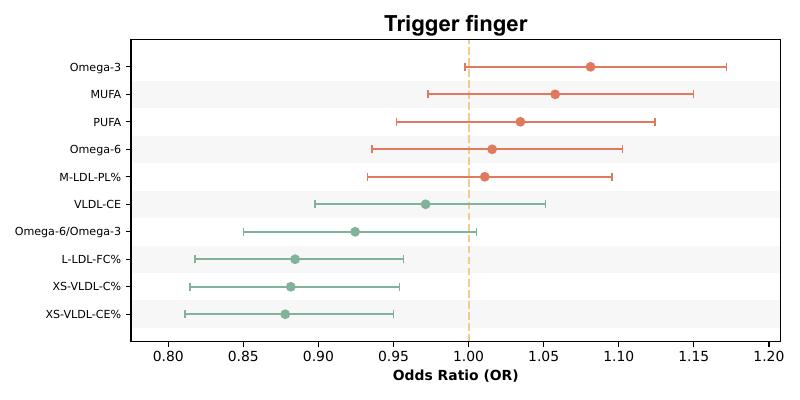 Trigger finger
Omega-3
MUFA
PUFA
Omega-6
M-LDL-PL%
VLDL-CE
Omega-6/Omega-3
L-LDL-FC%
XS-VLDL-C%
XS-VLDL-CE%
0.80 0.85 0.90 0.95 1.00 1.05 1.10 1.15 1.20
Odds Ratio (OR)